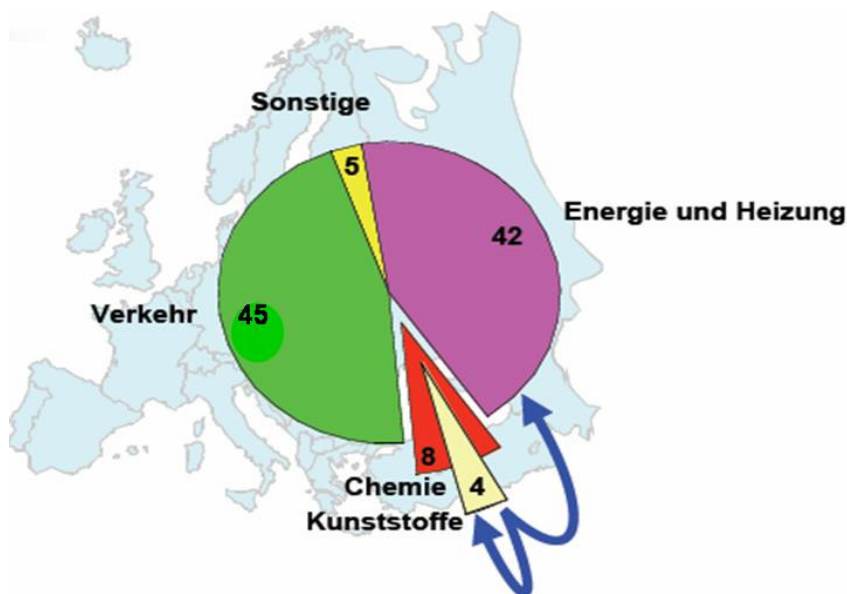 Sonstige
5
Energie und Heizung
42
Verkehr
45
8
Chemie
4
Kunststoffe